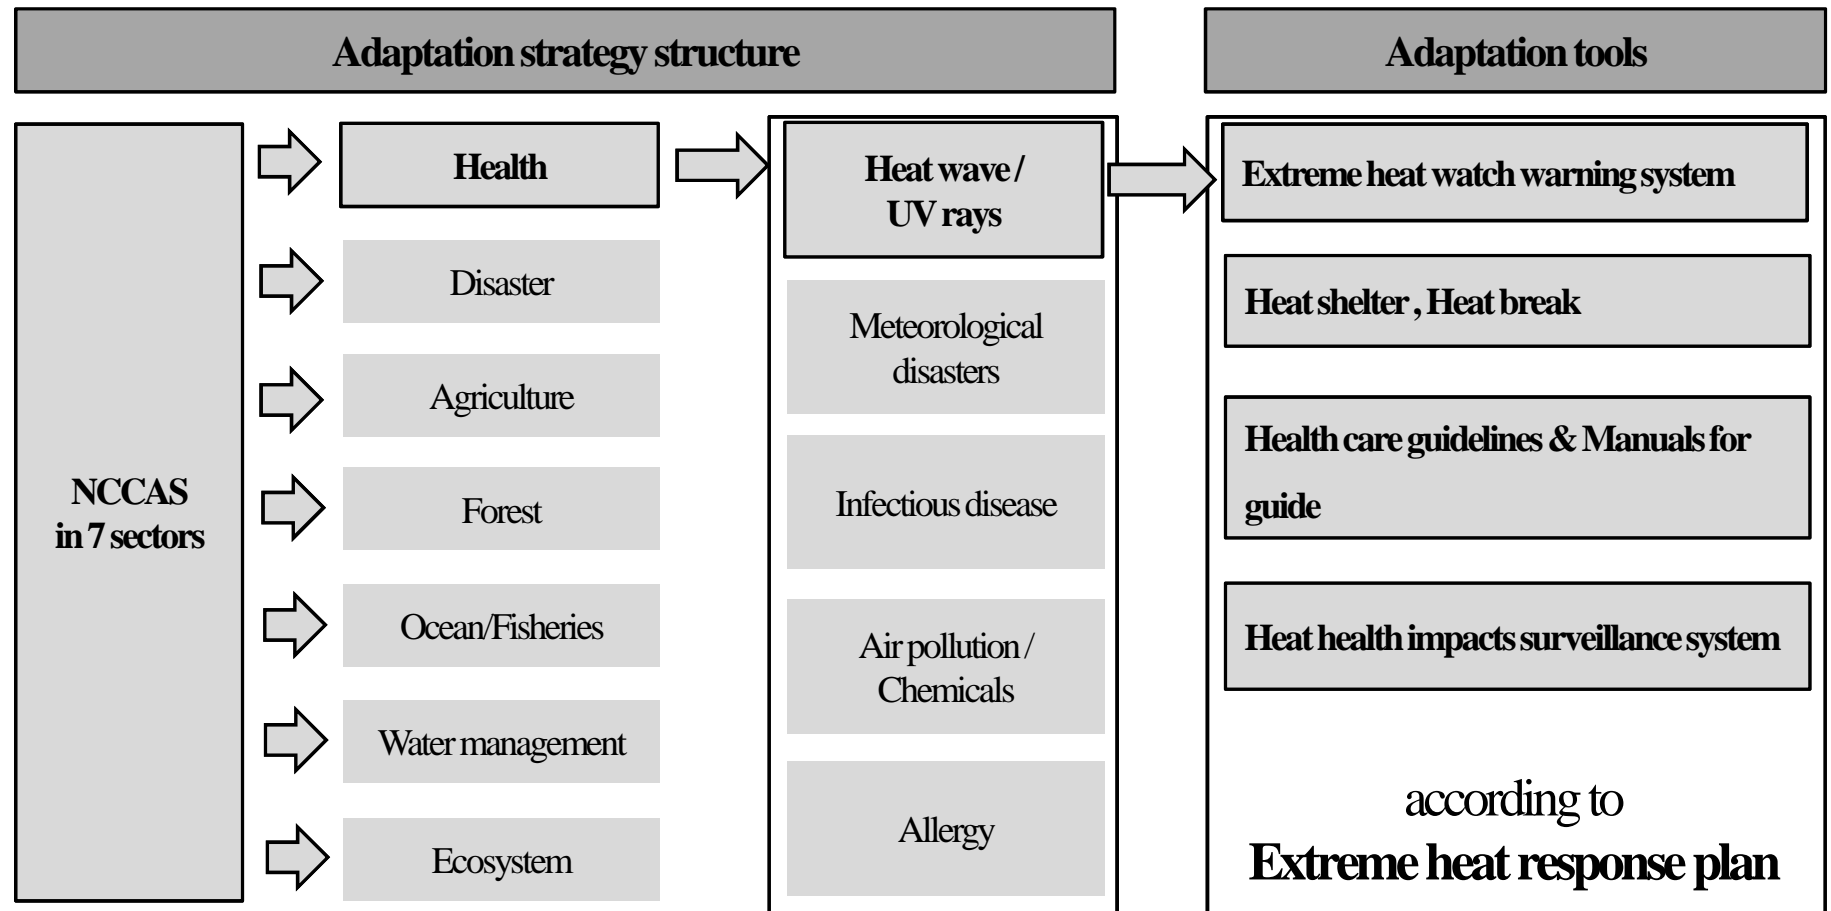 Adaptation strategy structure
Adaptation tools
NCCAS
in 7 sectors
Health
Disaster
Agriculture
Forest
Ocean/Fisheries
Water management
Ecosystem
Heat wave /
UV rays
Meteorological
disasters
Infectious disease
Air pollution /
Chemicals
Allergy
Extreme heat watch warning system
Heat shelter , Heat break
Health care guidelines & Manuals for
guide
Heat health impacts surveillance system
according to
Extreme heat response plan